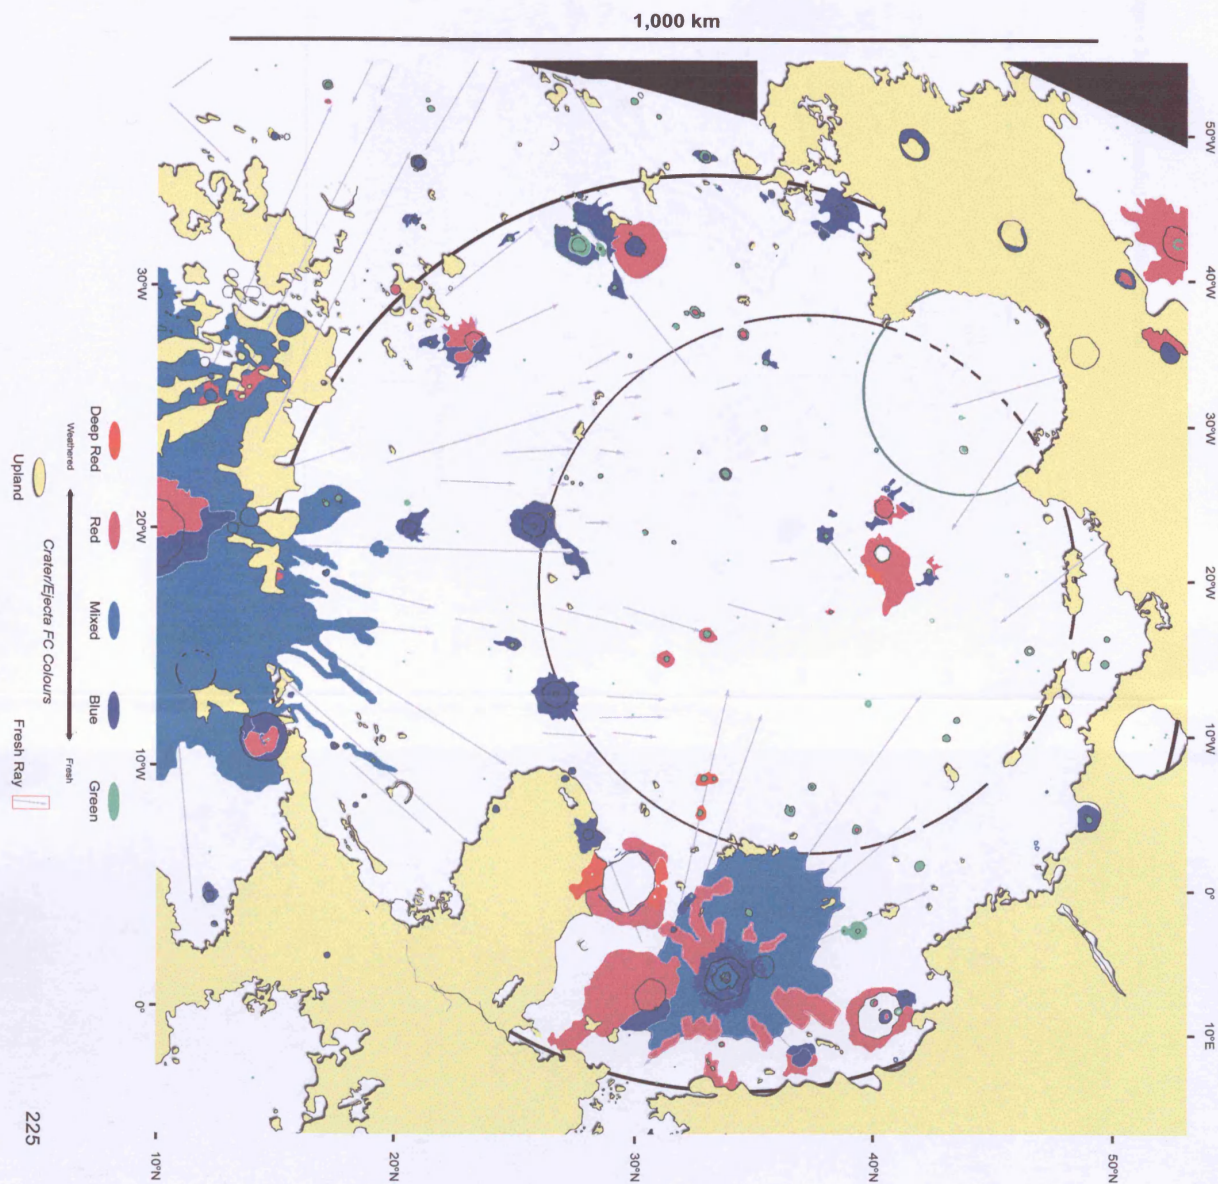 1,000 km
50°W
40°W
30°W
20°W
10°W
0°
10°E
30°W
20°W
10°W
0°
10°N
20°N
30°N
40°N
50°N
Deep Red
Red
Mixed
Blue
Green
Weathered
Fresh
Crater/Ejecta FC Colours
Upland
Fresh Ray
225